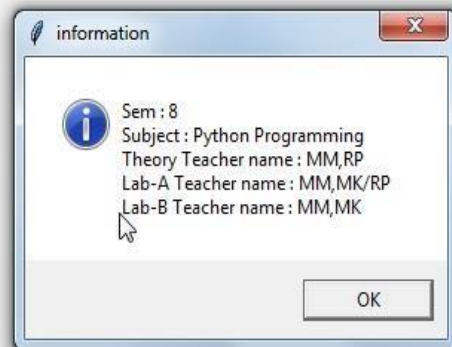 information
Sem : 8
Subject : Python Programming
Theory Teacher name : MM,RP
Lab-A Teacher name : MM,MK/RP
Lab-B Teacher name : MM,MK
OK